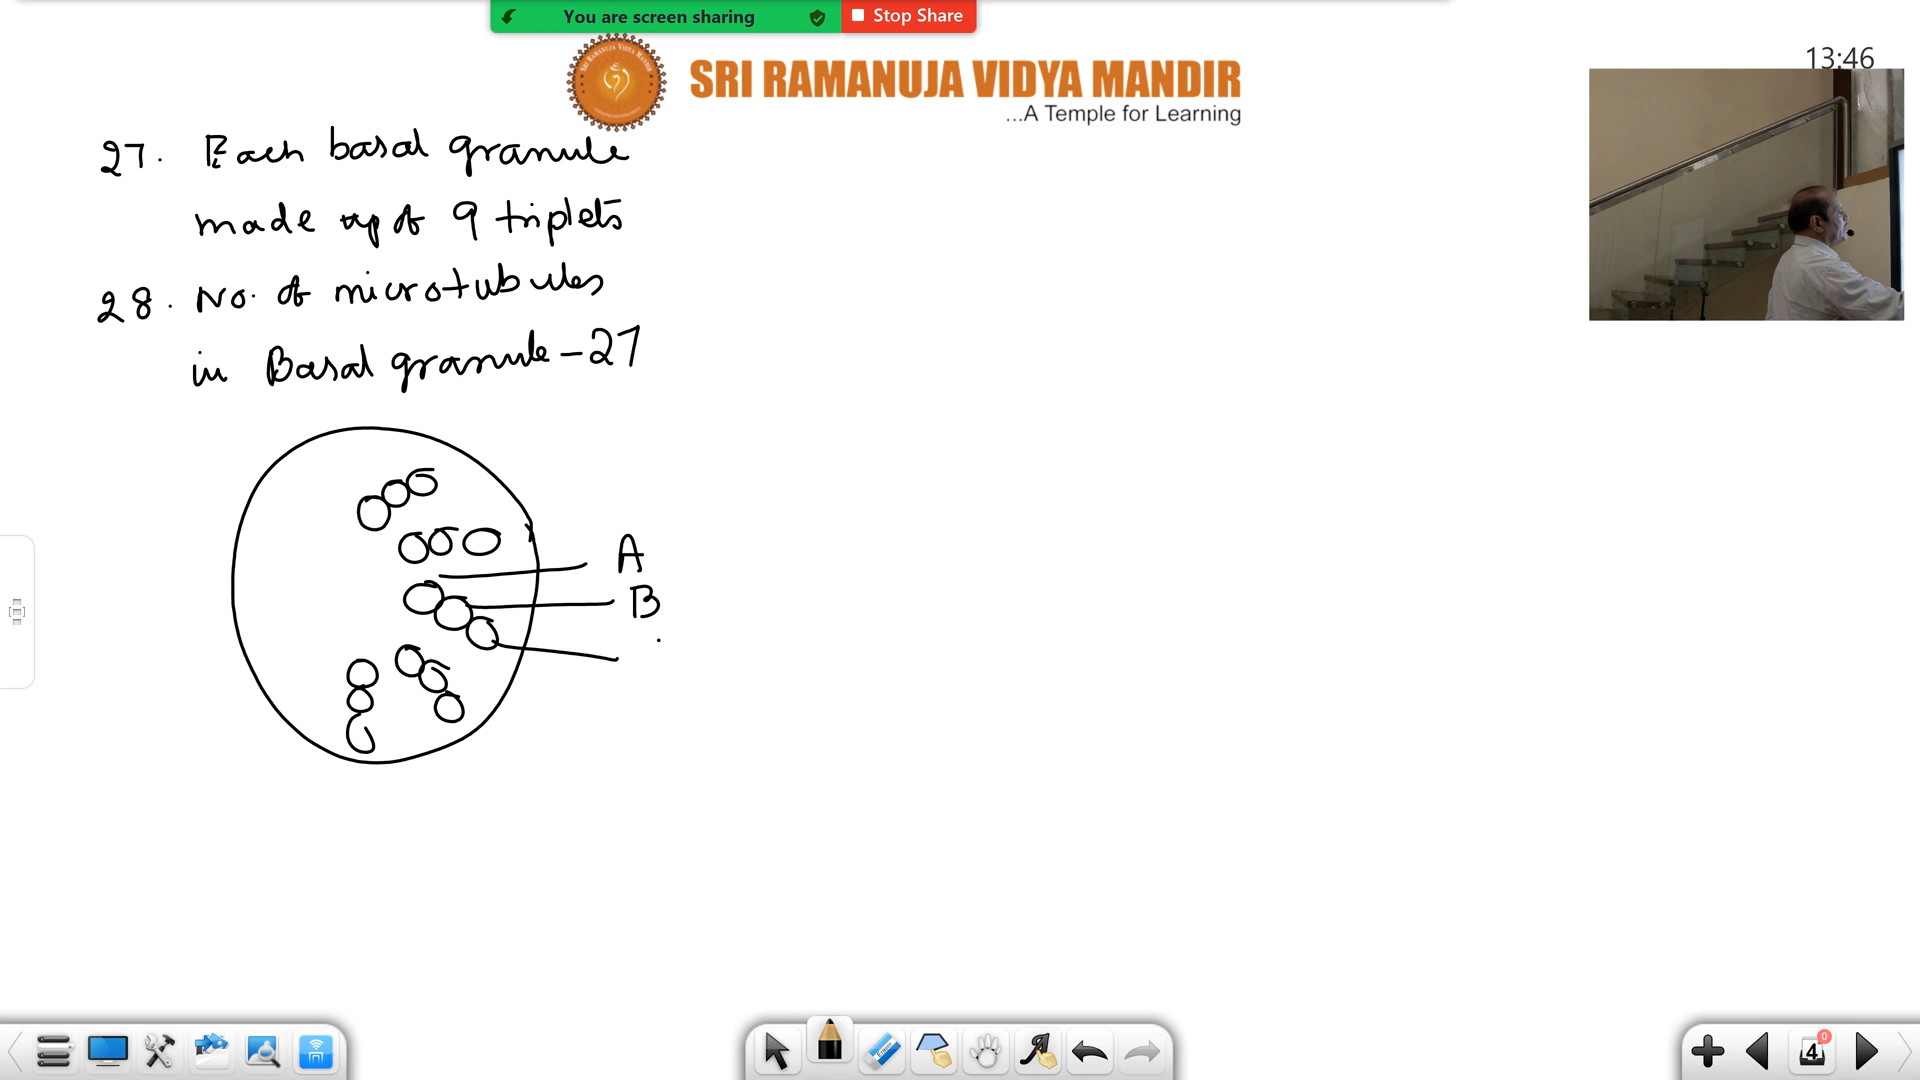 You are screen sharing
Stop Share
SRI RAMANUJA VIDYA MANDIR
...A Temple for Learning
13:46
27. Each basal granule
made up of 9 triplets
28. No. of microtubules
in Basal granule - 27
A
B
4
0